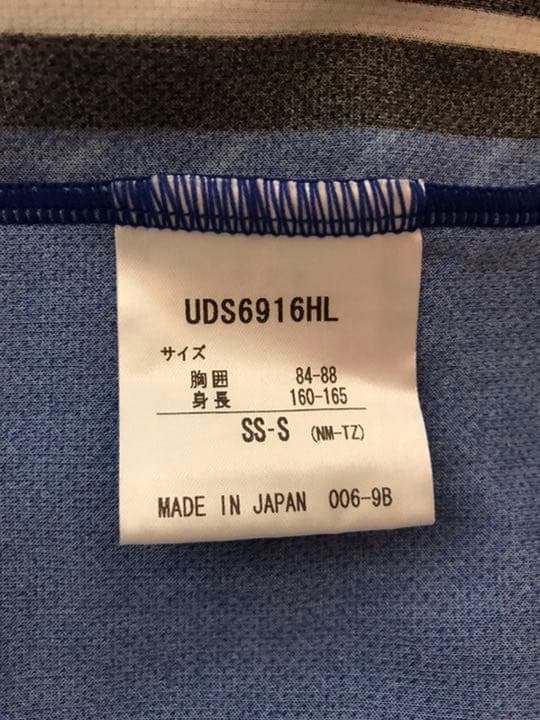 UDS6916HL
サイズ
胸囲 84-88
身長 160-165
SS-S (NM-TZ)
MADE IN JAPAN 006-9B